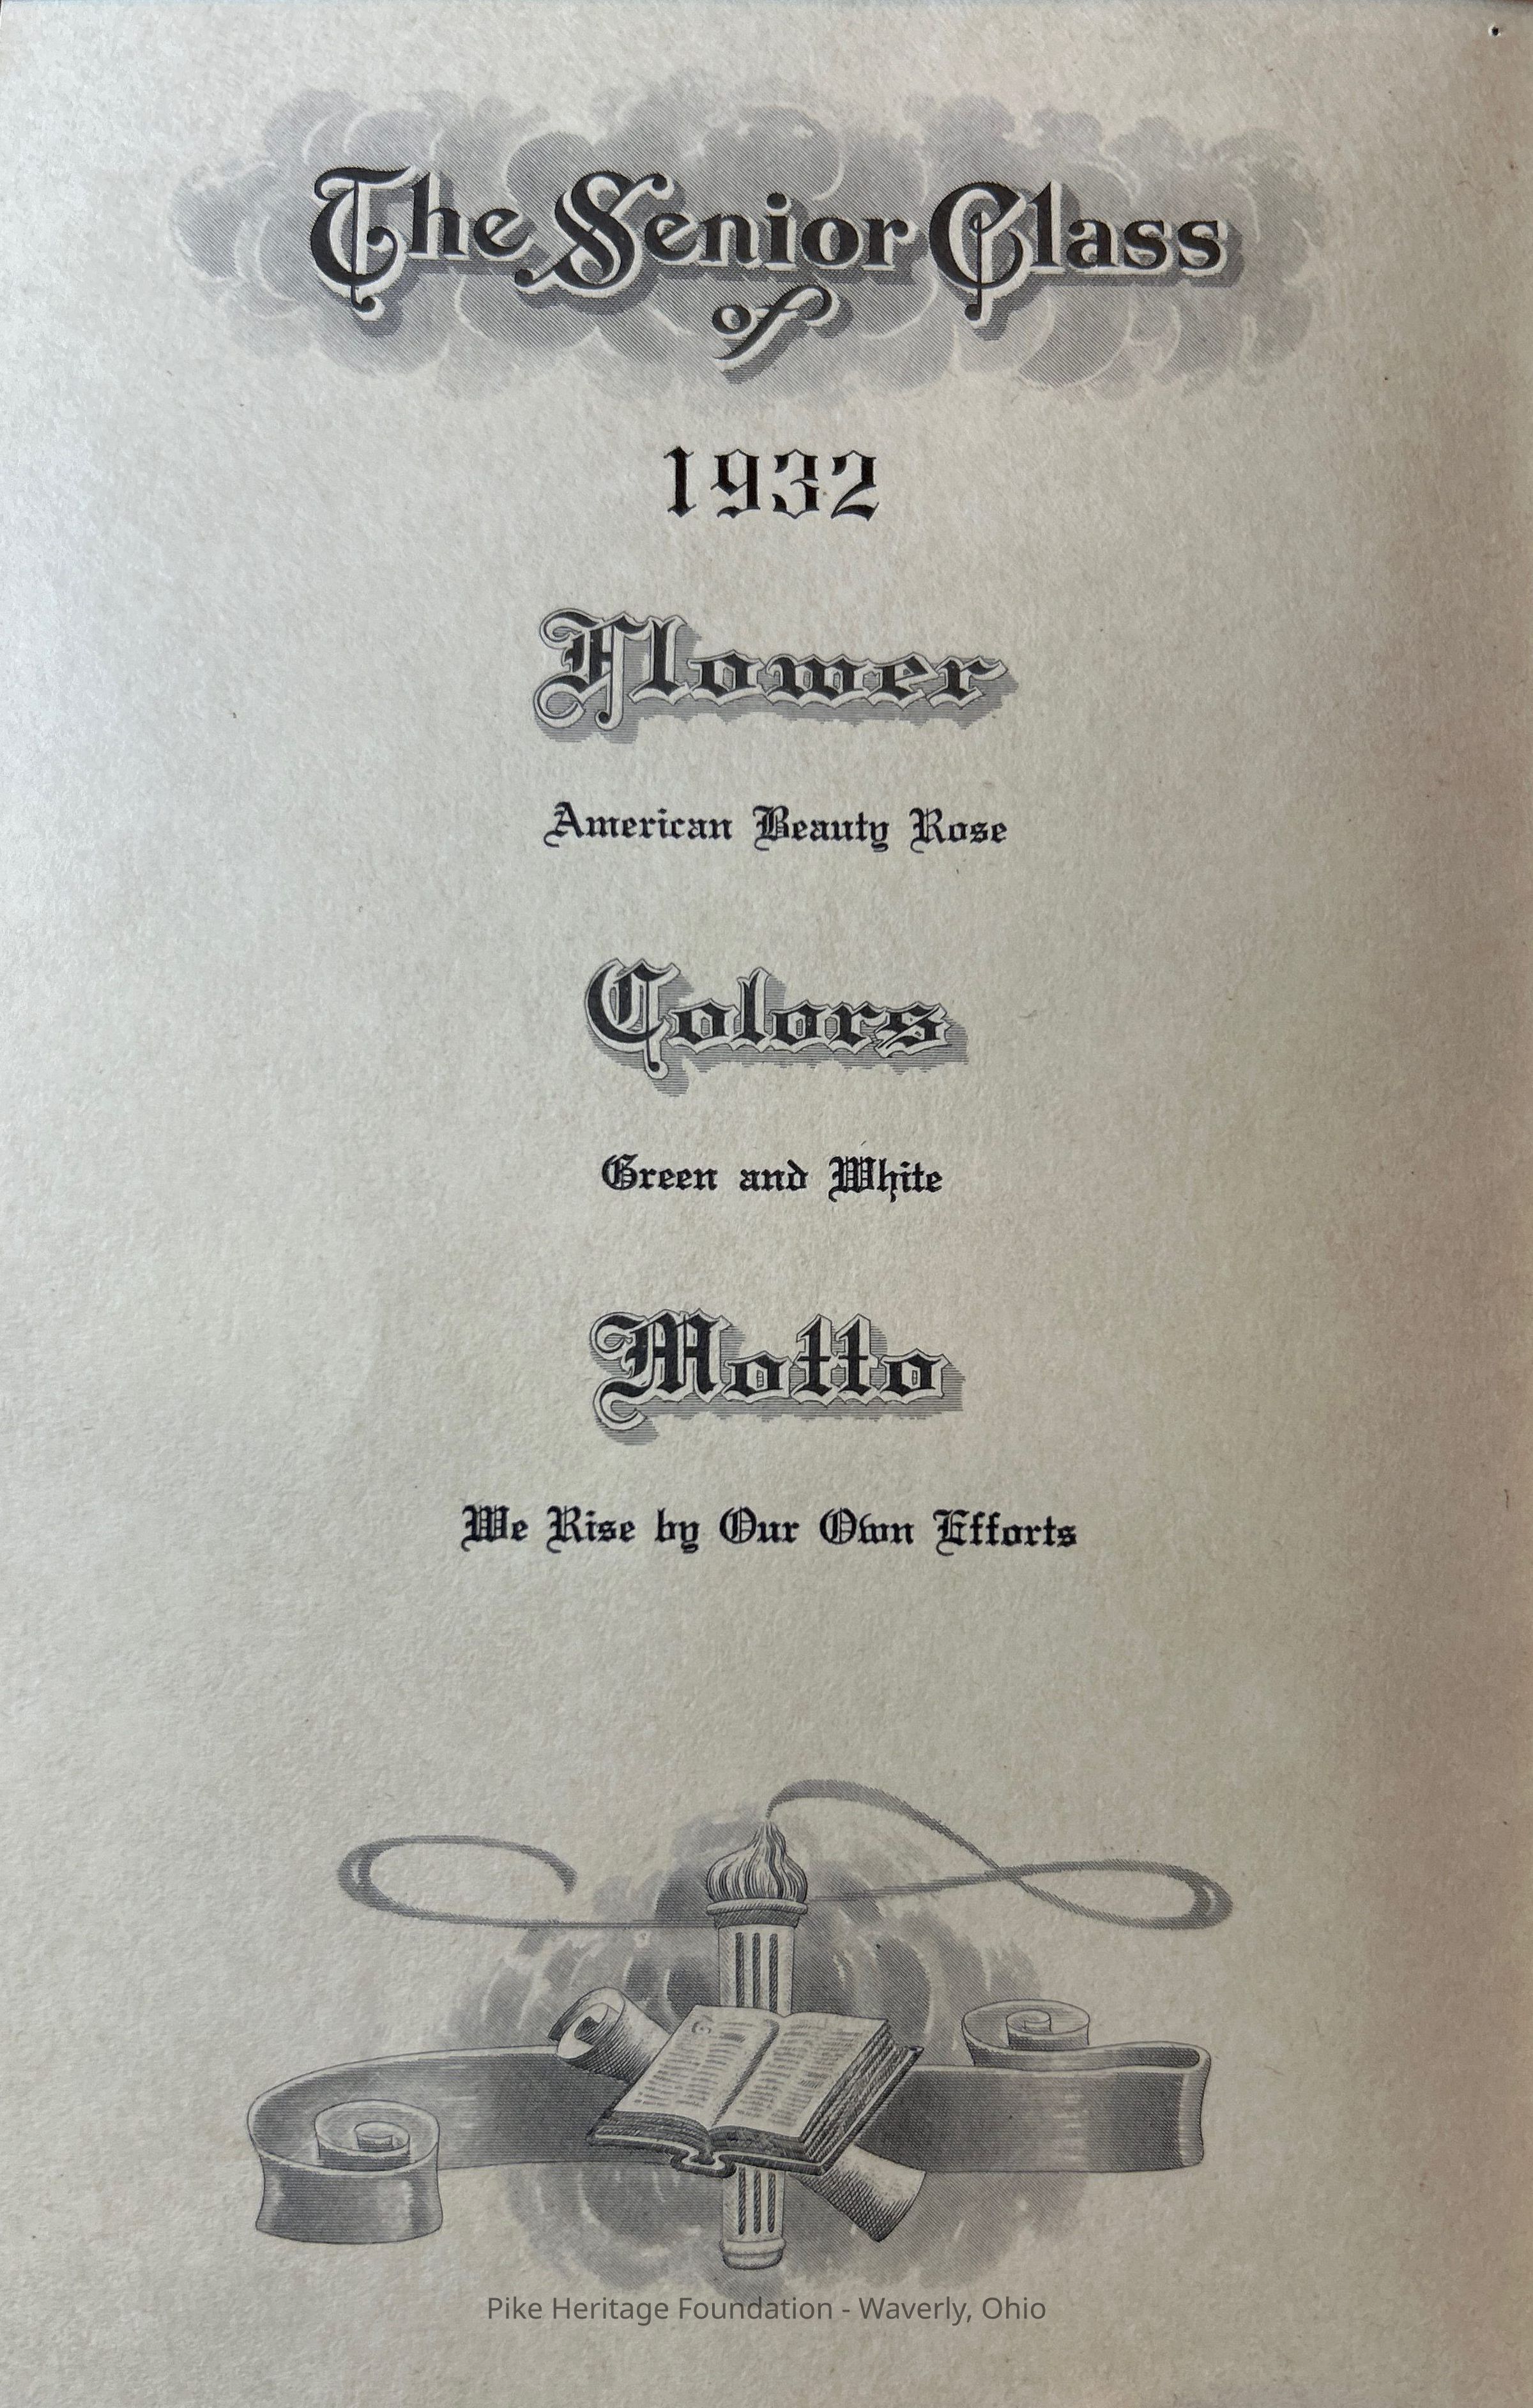 The Senior Class
of
1932
Flower
American Beauty Rose
Colors
Green and White
Motto
We Rise by Our Own Efforts
Pike Heritage Foundation - Waverly, Ohio